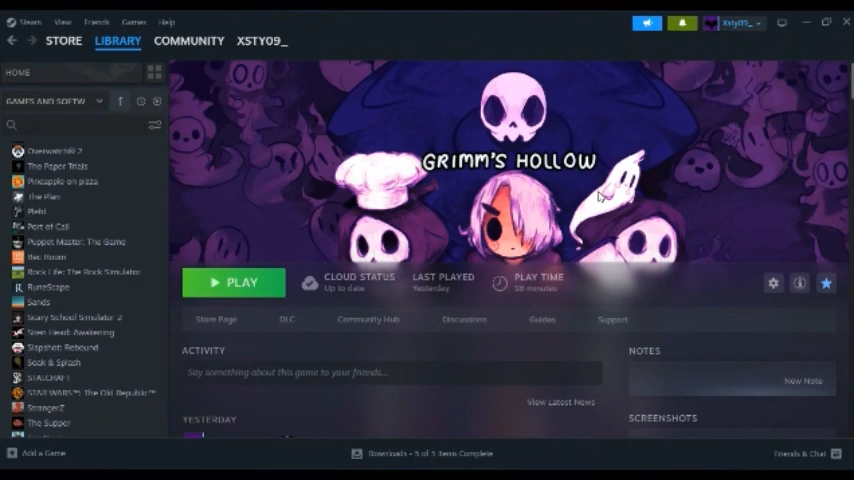 Steam View Friends Games Help
Xsty09_
STORE LIBRARY COMMUNITY XSTY09_
HOME
GAMES AND SOFTW
Overwatch® 2
The Paper Trials
Pineapple on pizza
The Plan
Pleh!
Port of Call
Puppet Master: The Game
Rec Room
Rock Life: The Rock Simulator
RuneScape
Sands
Scary School Simulator 2
Siren Head: Awakening
Slapshot: Rebound
Soak & Splash
STALCRAFT
STAR WARS™: The Old Republic™
StrangerZ
The Supper
GRIMM'S HOLLOW
PLAY
CLOUD STATUS
Up to date
LAST PLAYED
Yesterday
PLAY TIME
minutes
Store Page DLC Community Hub Discussions Guides Support
ACTIVITY
Say something about this game to your friends...
View Latest News
YESTERDAY
NOTES
New Note
SCREENSHOTS
Add a Game
Downloads - 5 of 5 Items Complete
Friends & Chat